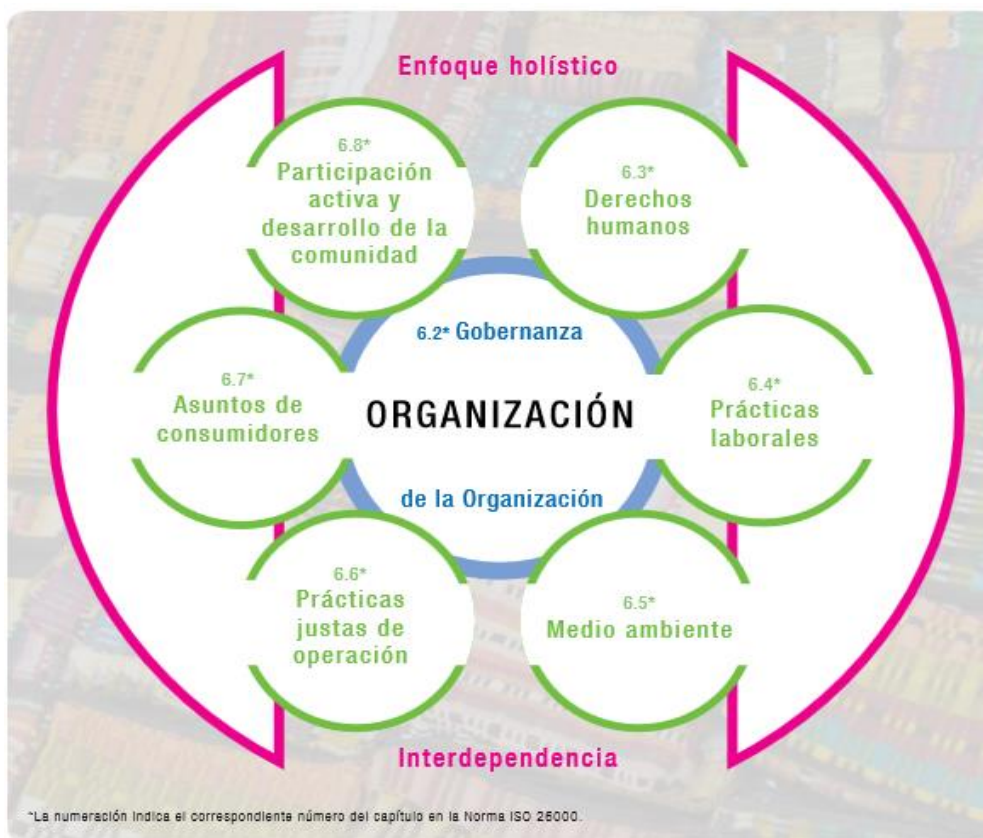 Enfoque holístico
6.8*
Participación
activa y
desarrollo de la
comunidad
6.3*
Derechos
humanos
6.2* Gobernanza
ORGANIZACIÓN
de la Organización
6.7*
Asuntos de
consumidores
6.4*
Prácticas
laborales
6.6*
Prácticas
justas de
operación
6.5*
Medio ambiente
Interdependencia
*La numeración indica el correspondiente número del capítulo en la Norma ISO 26000.